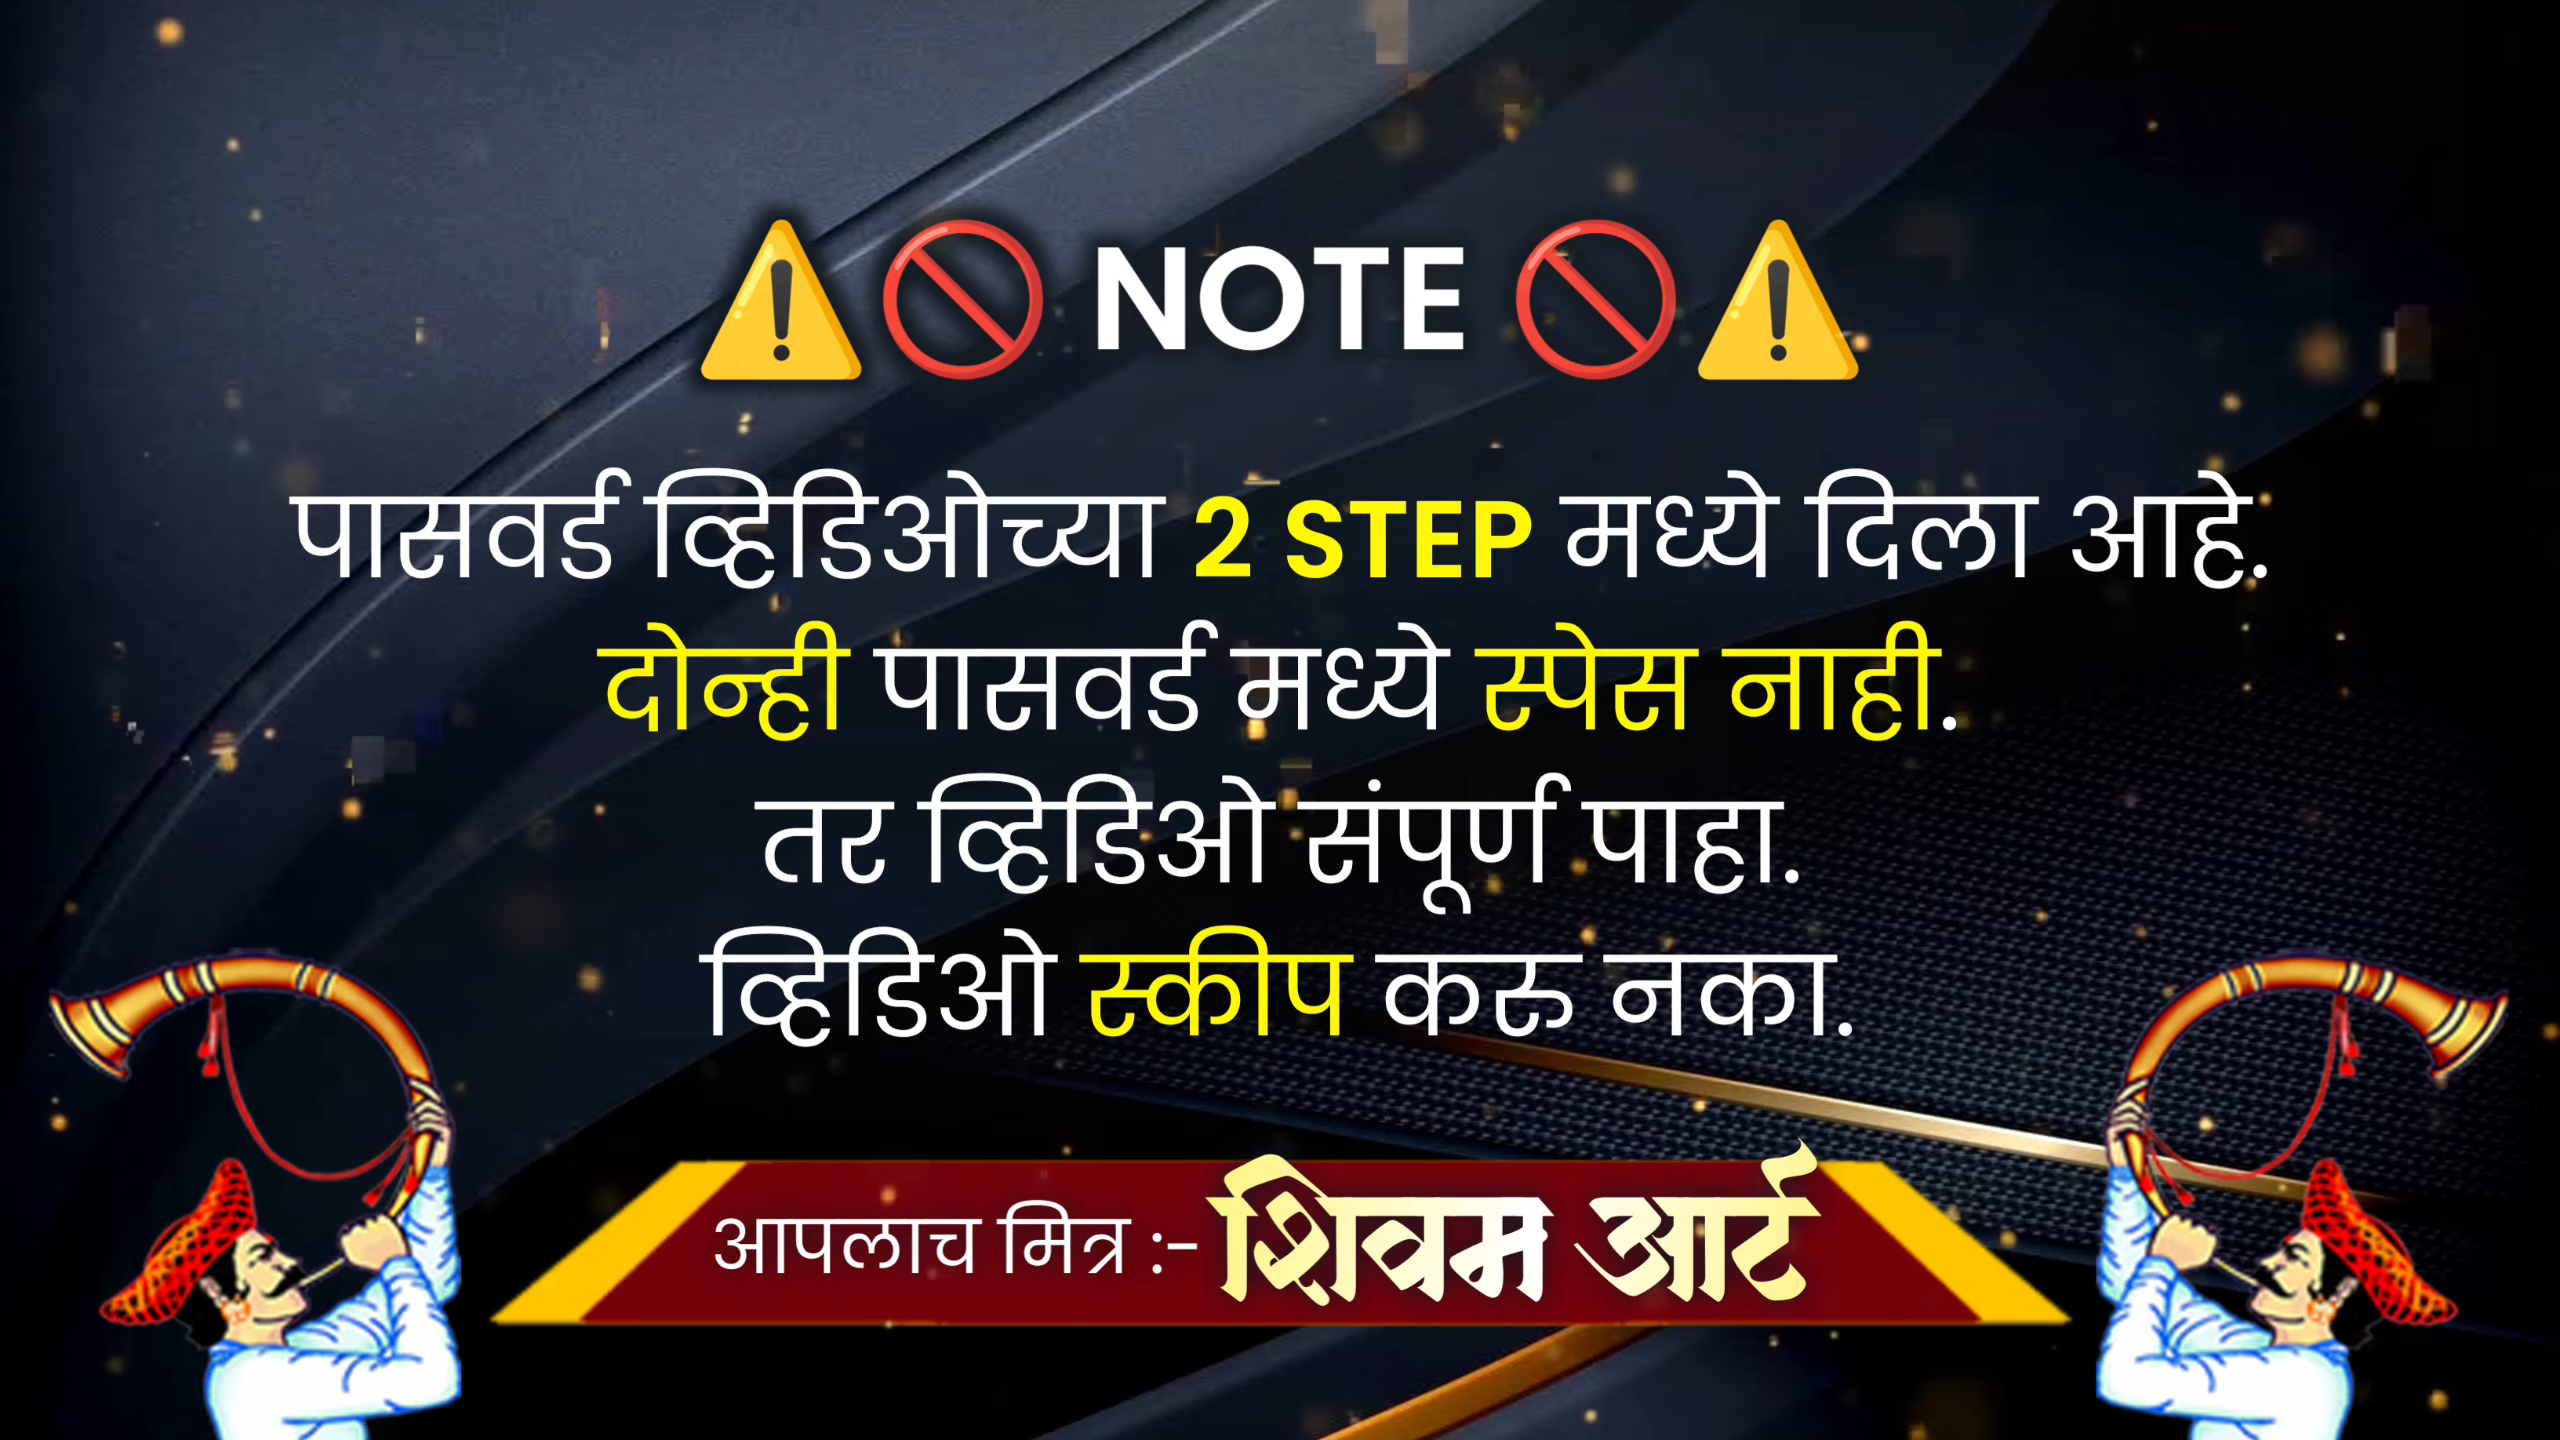 ⚠️🚫 NOTE 🚫⚠️
पासवर्ड व्हिडिओच्या 2 STEP मध्ये दिला आहे.
दोन्ही पासवर्ड मध्ये स्पेस नाही.
तर व्हिडिओ संपूर्ण पाहा.
व्हिडिओ स्कीप करु नका.
आपलाच मित्र :- शिवम आर्ट